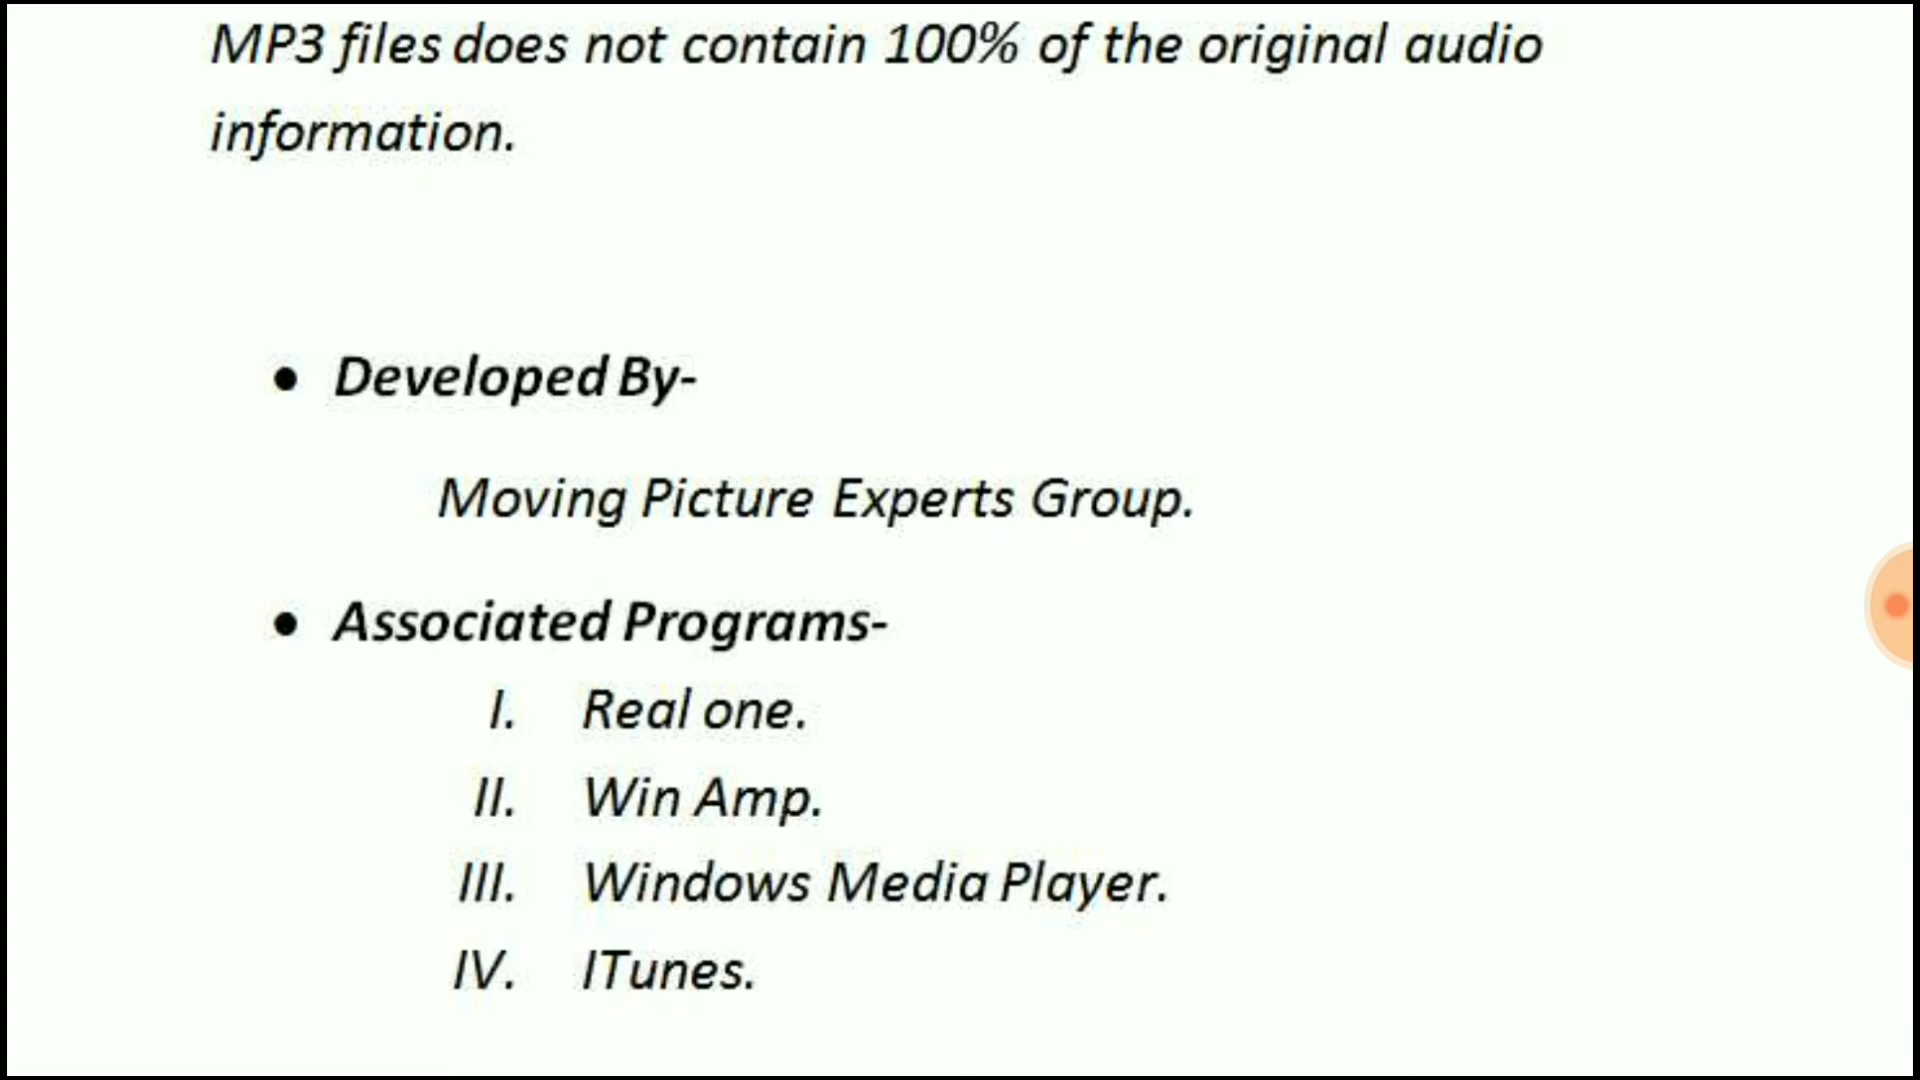 MP3 files does not contain 100% of the original audio
information.
• Developed By-
Moving Picture Experts Group.
• Associated Programs-
I. Real one.
II. Win Amp.
III. Windows Media Player.
IV. ITunes.